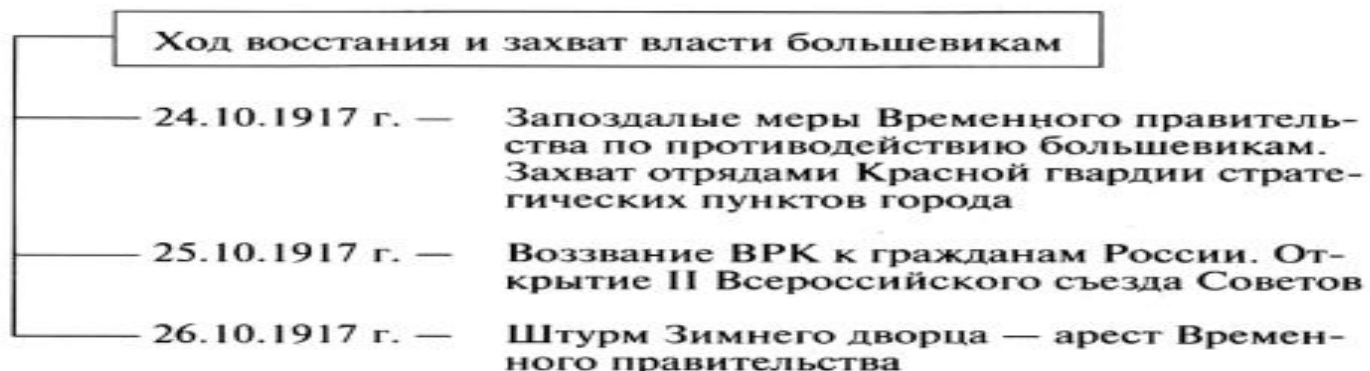 Ход восстания и захват власти большевикам
24.10.1917 г. — Запоздалые меры Временного правитель-
ства по противодействию большевикам.
Захват отрядами Красной гвардии страте-
гических пунктов города
25.10.1917 г. — Воззвание ВРК к гражданам России. От-
крытие II Всероссийского съезда Советов
26.10.1917 г. — Штурм Зимнего дворца — арест Времен-
ного правительства